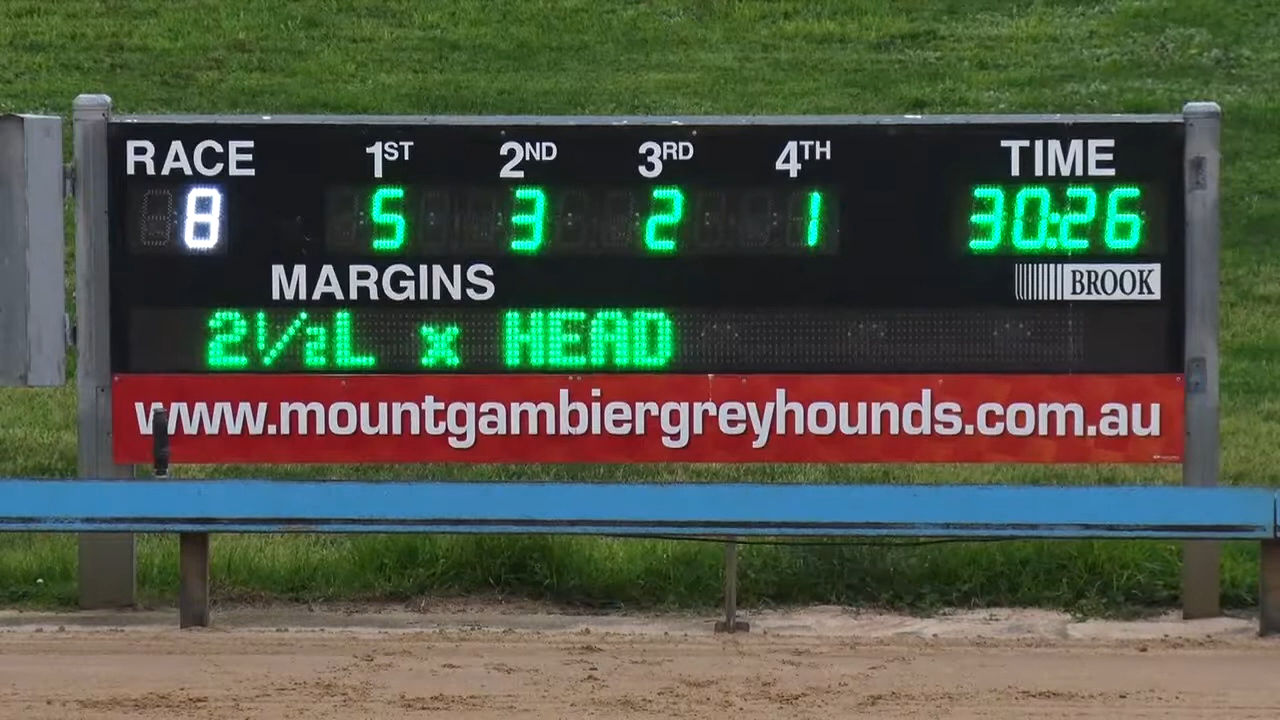 RACE 1ST 2ND 3RD 4TH TIME
8 5 3 2 1 30:26
MARGINS BROOK
2½L x HEAD
www.mountgambiergreyhounds.com.au